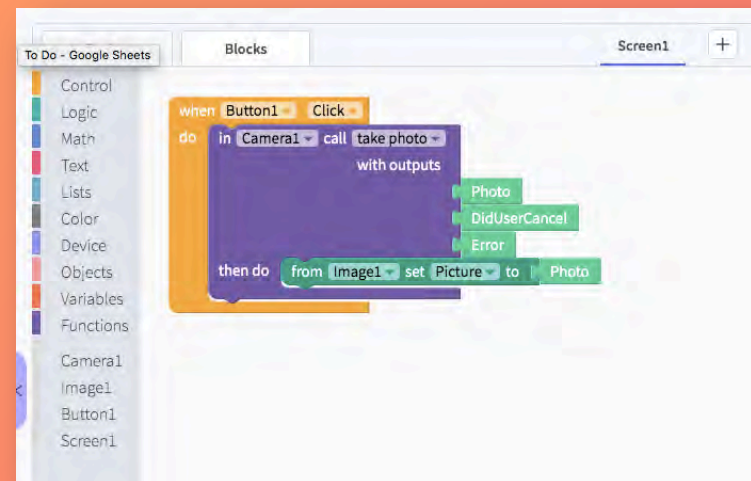 Blocks
Screen1 +
To Do - Google Sheets
Control
Logic
Math
Text
Lists
Color
Device
Objects
Variables
Functions
Camera1
Image1
Button1
Screen1
when Button1 Click
do in Camera1 call take photo
with outputs
Photo
DidUserCancel
Error
then do from Image1 set Picture to Photo